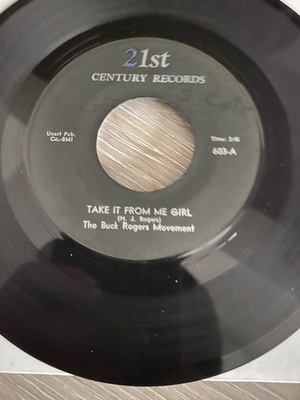 21st
CENTURY RECORDS
Unart Pub.
Co.-BMI
Time: 2:45
603-A
TAKE IT FROM ME GIRL
(M. J. Rogers)
The Buck Rogers Movement